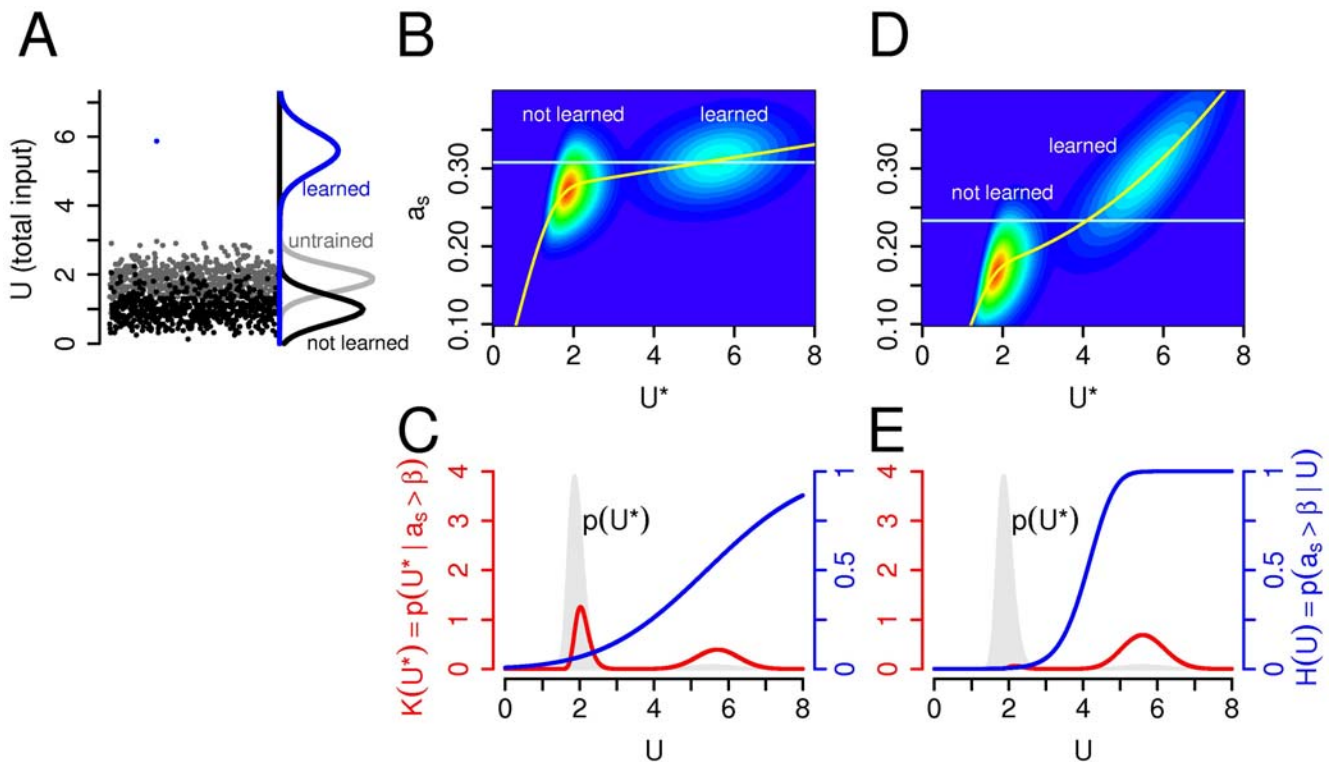 A
B
D
U (total input)
0
2
4
6
learned
untrained
not learned
a_s
0.10
0.20
0.30
not learned
learned
0
2
4
6
8
U*
0.10
0.20
0.30
learned
not learned
0
2
4
6
8
U*
C
E
K(U*) = p(U* | a_s > β)
0
1
2
3
4
p(U*)
0
0.5
1
0
2
4
6
8
U
0
1
2
3
4
p(U*)
0
0.5
1
H(U) = p(a_s > β | U)
0
2
4
6
8
U